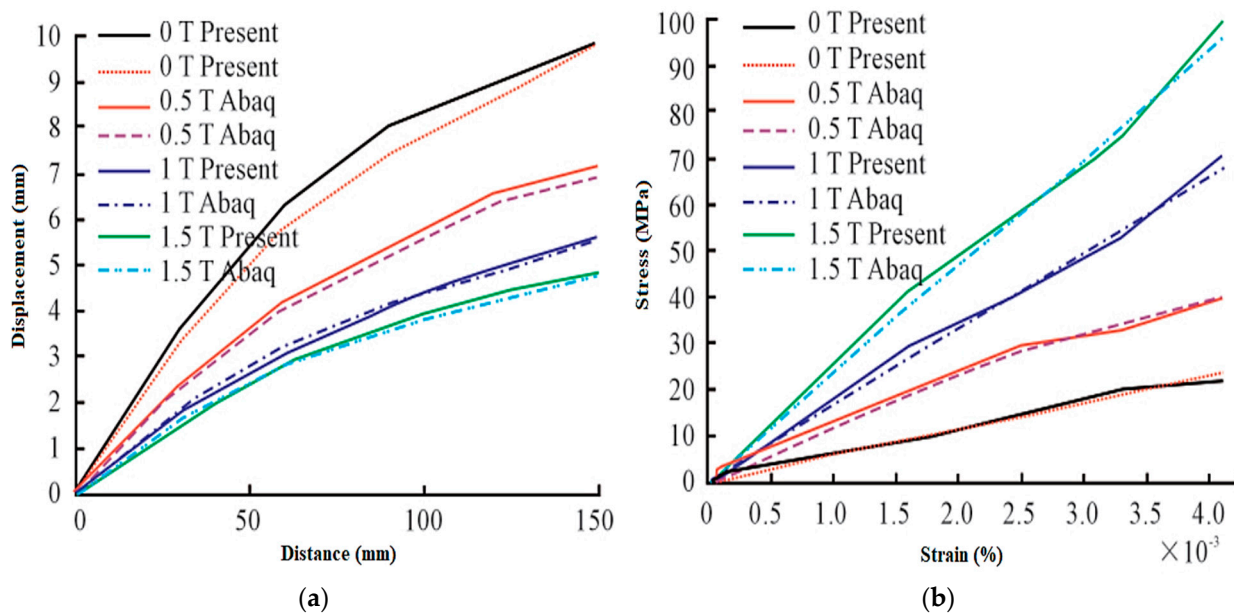 10
9
8
7
6
5
4
3
2
1
0
Displacement (mm)
0 T Present
0 T Present
0.5 T Abaq
0.5 T Abaq
1 T Present
1 T Abaq
1.5 T Present
1.5 T Abaq
0 50 100 150
Distance (mm)
(a)
100
90
80
70
60
50
40
30
20
10
0
Stress (MPa)
0 T Present
0 T Present
0.5 T Abaq
0.5 T Abaq
1 T Present
1 T Abaq
1.5 T Present
1.5 T Abaq
0 0.5 1.0 1.5 2.0 2.5 3.0 3.5 4.0
Strain (%)
×10⁻³
(b)